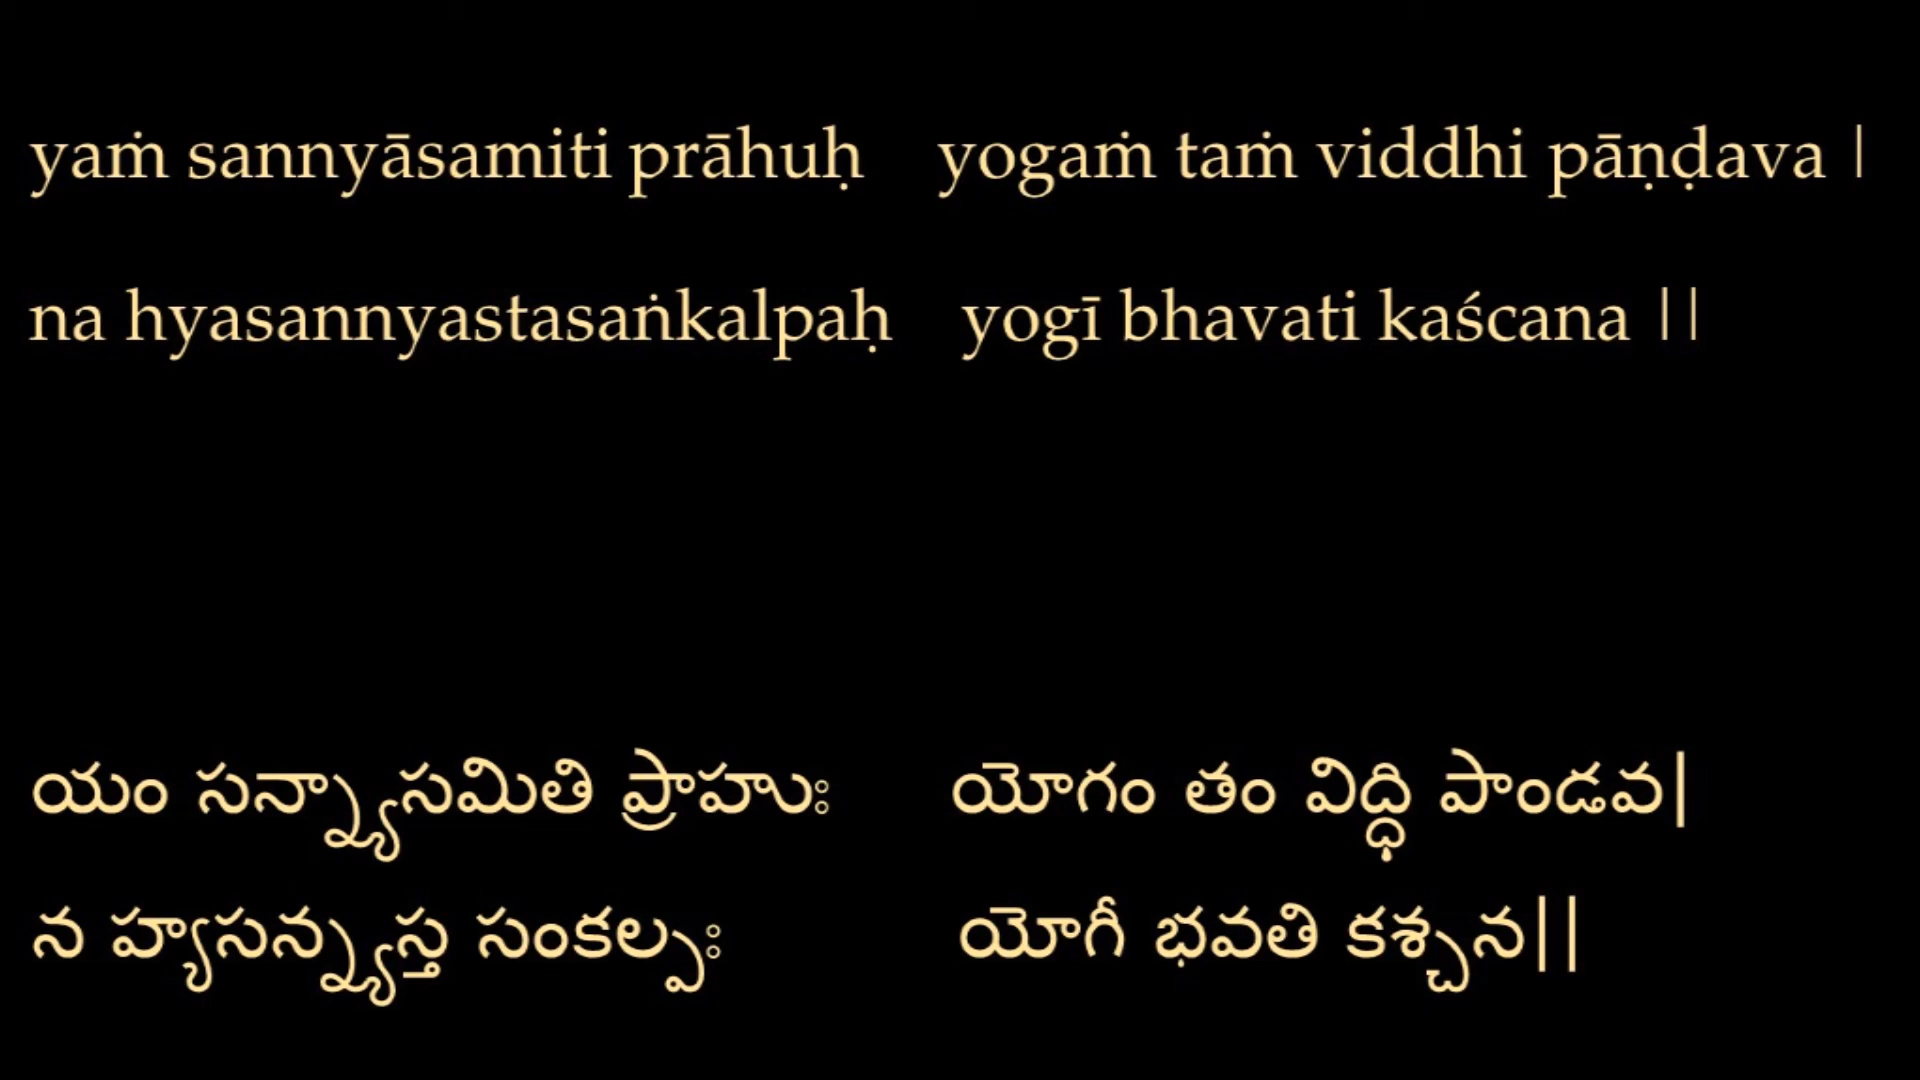 yaṁ sannyāsamiti prāhuḥ yogaṁ taṁ viddhi pāṇḍava |
na hyasannyastasaṅkalpaḥ yogī bhavati kaścana ||
యం సన్న్యాసమితి ప్రాహుః యోగం తం విద్ధి పాండవ|
న హ్యసన్న్యస్త సంకల్పః యోగీ భవతి కశ్చన||